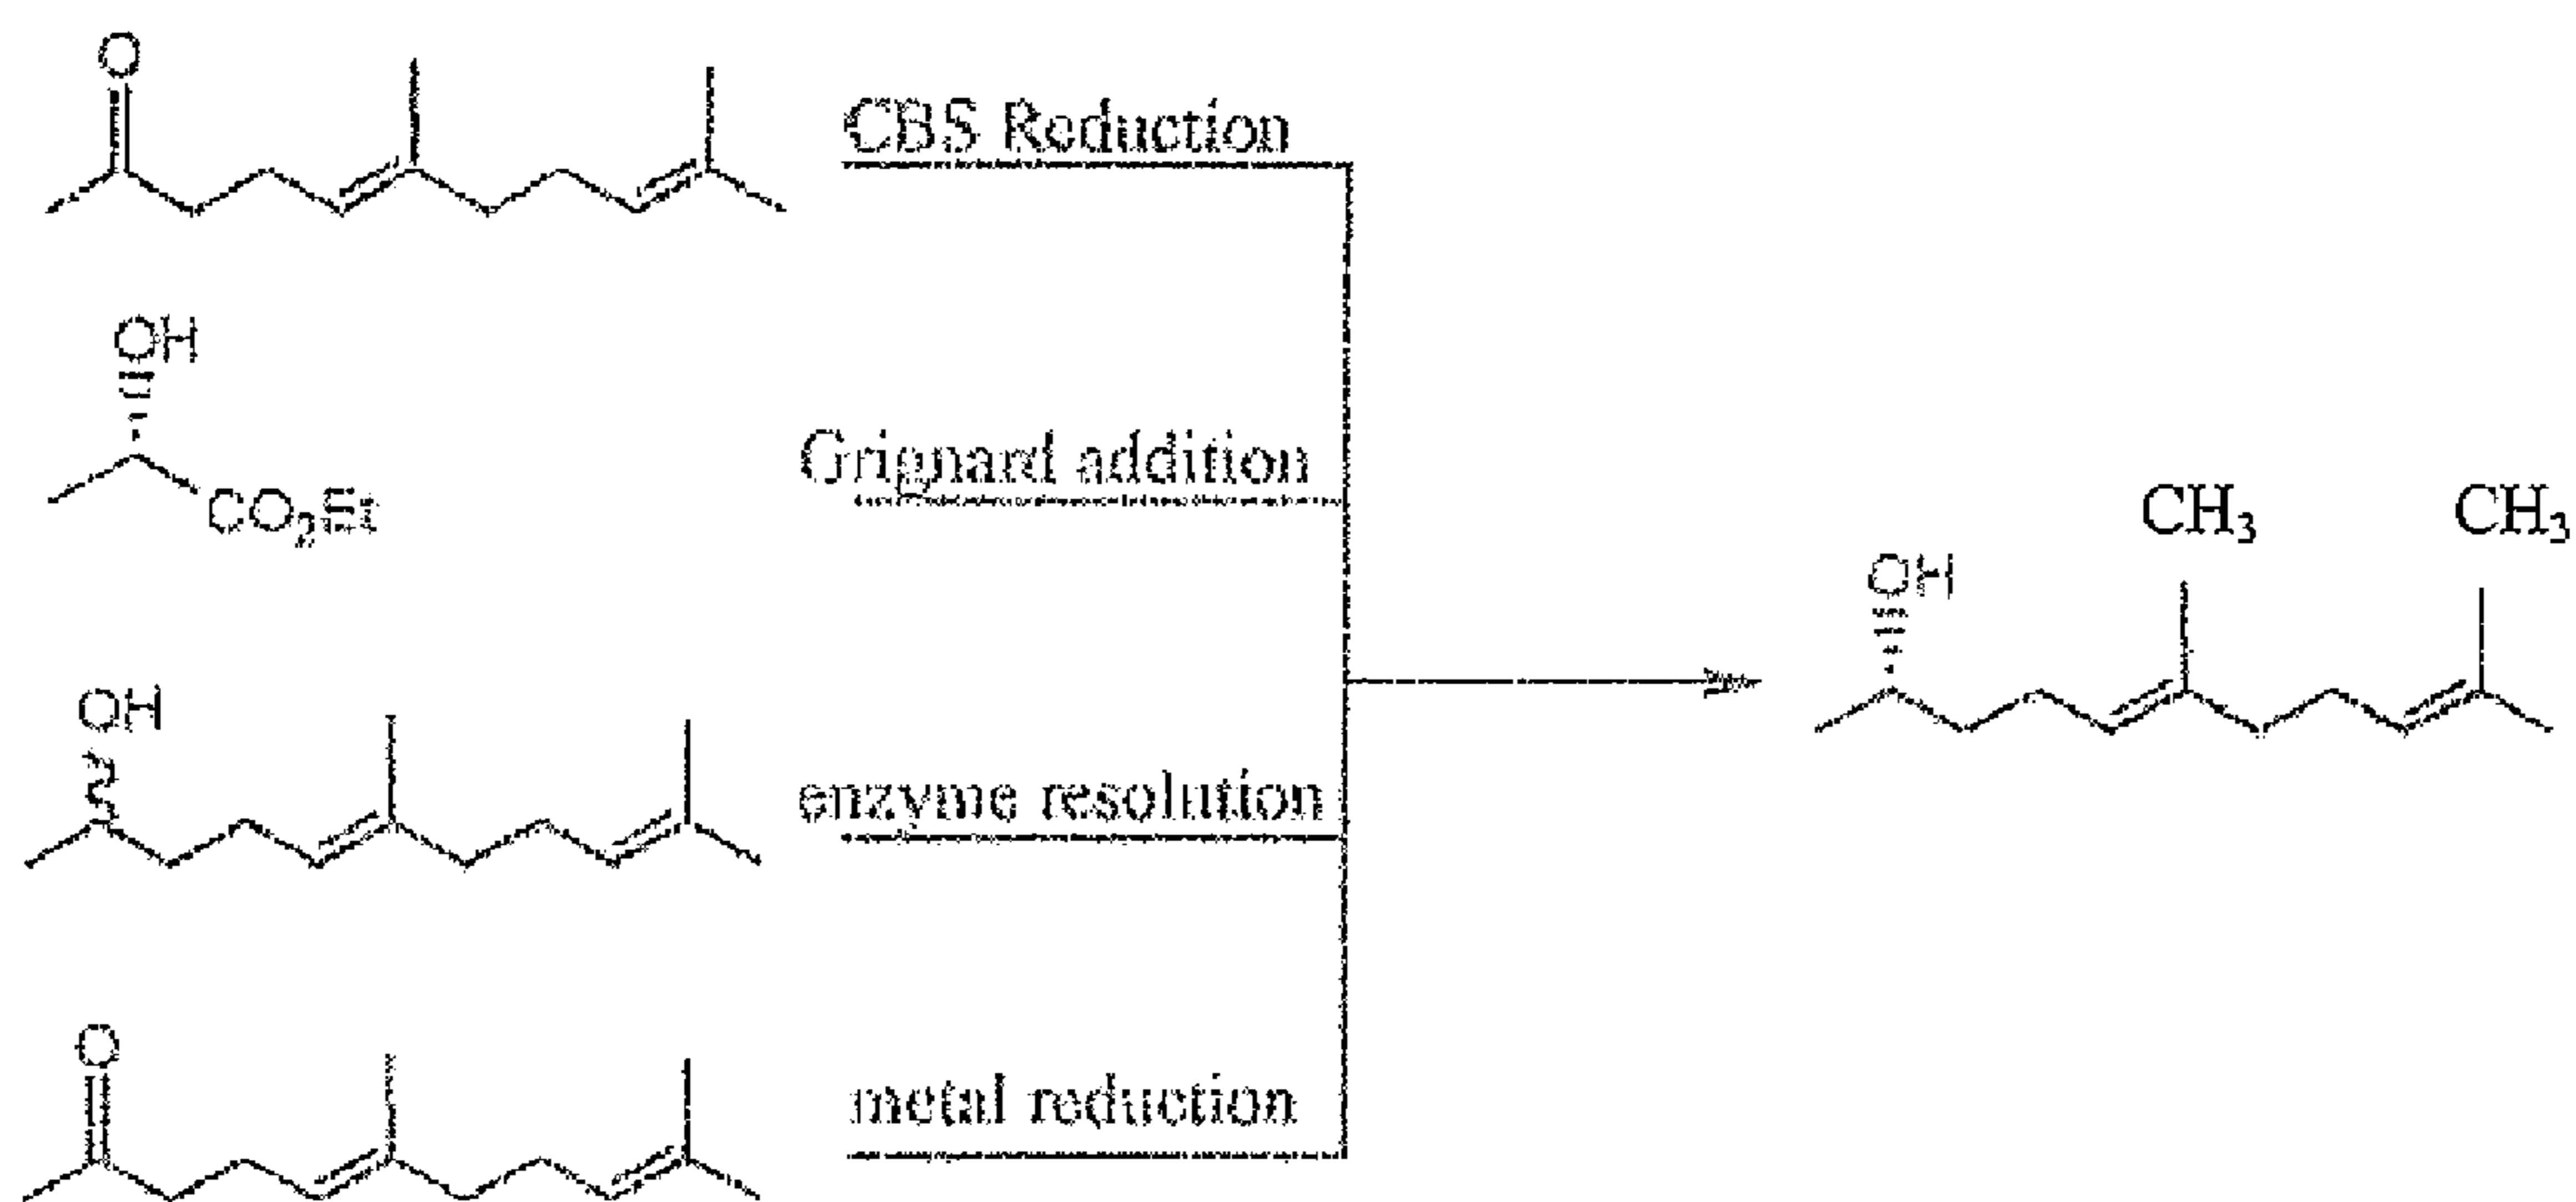 O
CBS Reduction
OH
CO₂Et
Grignard addition
CH₃
CH₃
OH
OH
enzyme resolution
O
metal reduction